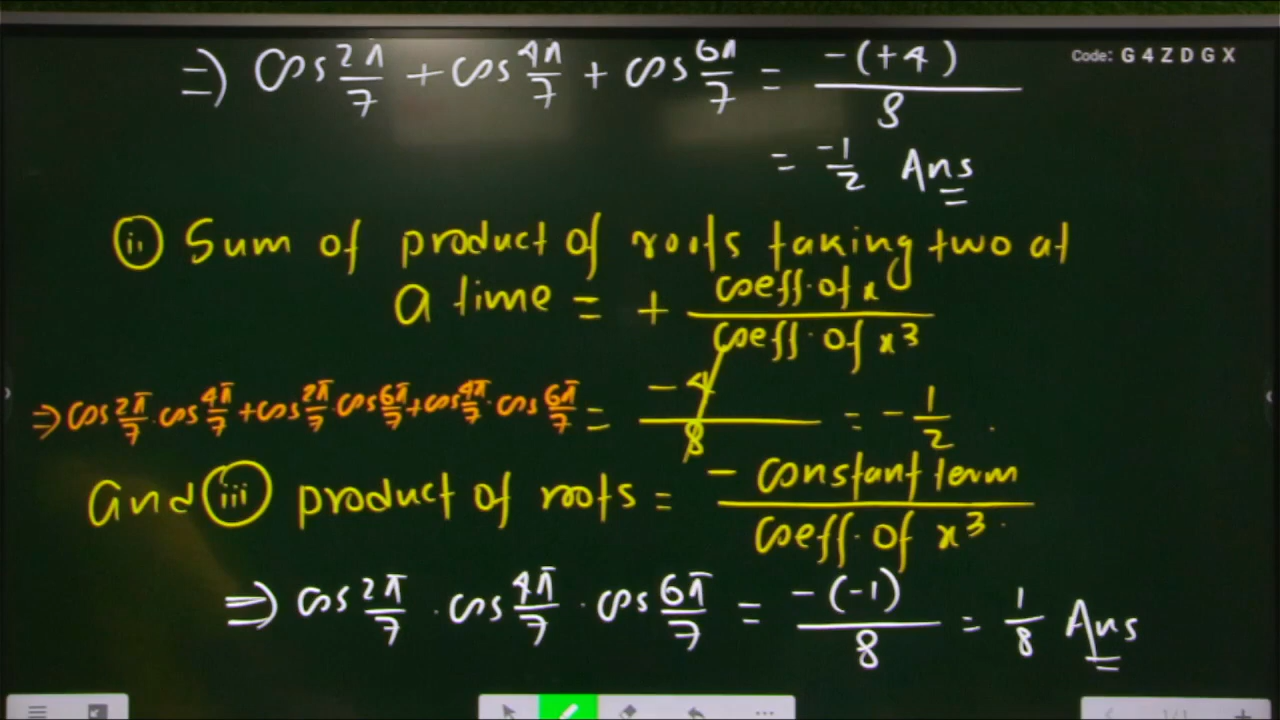 ⇒ cos 2π/7 + cos 4π/7 + cos 6π/7 = -(+4)/8
Code: G4ZDGX
= -1/2 Ans
(ii) Sum of product of roots taking two at
a time = + coeff. of x / coeff. of x³
⇒ cos 2π/7 . cos 4π/7 + cos 2π/7 . cos 6π/7 + cos 4π/7 . cos 6π/7 = -4/8 = -1/2 .
and (iii) product of roots = - constant term / coeff. of x³.
⇒ cos 2π/7 . cos 4π/7 . cos 6π/7 = -(-1)/8 = 1/8 Ans